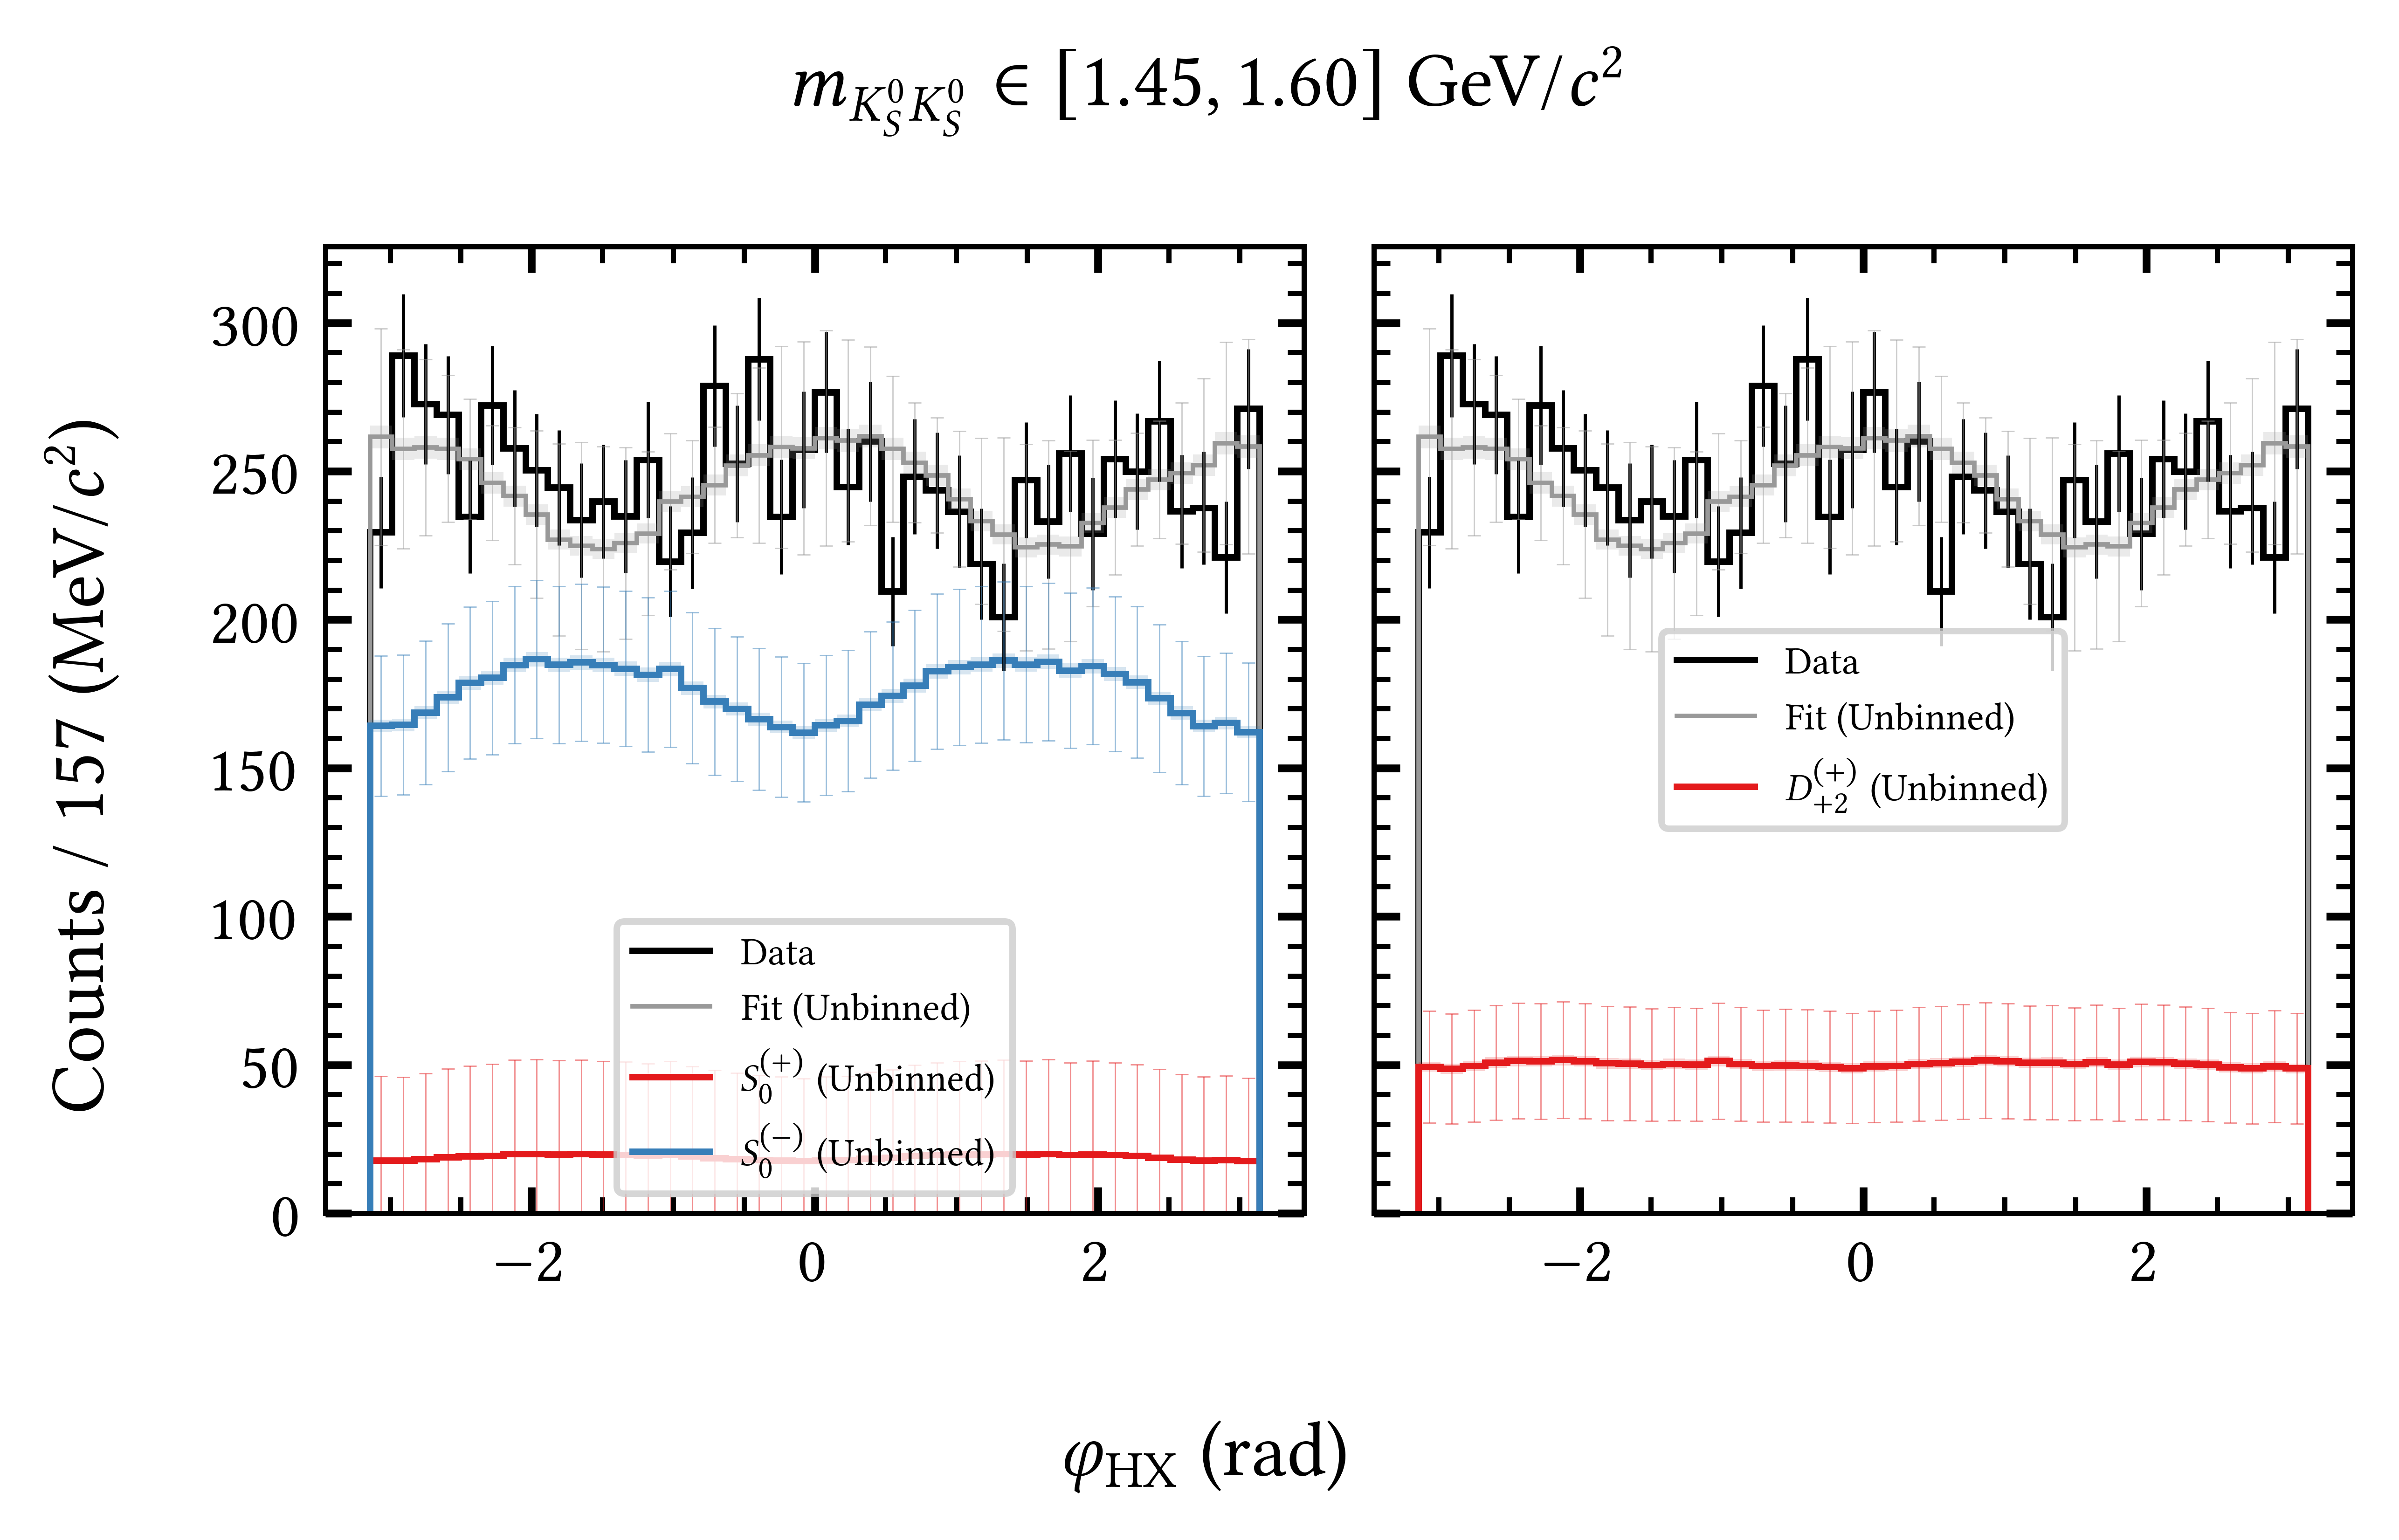 m_{K_S^0 K_S^0} ∈ [1.45, 1.60] GeV/c²
Counts / 157 (MeV/c²)
300
250
200
150
100
50
0
Data
Fit (Unbinned)
S_0^{(+)} (Unbinned)
S_0^{(−)} (Unbinned)
−2
0
2
Data
Fit (Unbinned)
D_{+2}^{(+)} (Unbinned)
−2
0
2
φ_{HX} (rad)